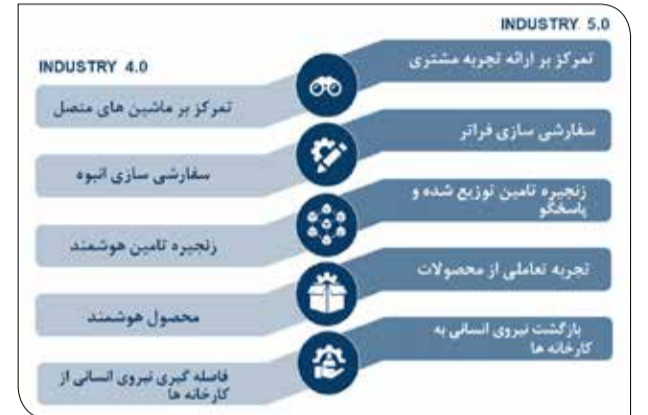 INDUSTRY 5.0
INDUSTRY 4.0
تمرکز بر ارائه تجربه مشتری
تمرکز بر ماشین های متصل
سفارشی سازی فراتر
سفارشی سازی انبوه
زنجیره تامین توزیع شده و
پاسخگو
زنجیره تامین هوشمند
تجربه تعاملی از محصولات
محصول هوشمند
بازگشت نیروی انسانی به
کارخانه ها
فاصله گیری نیروی انسانی از
کارخانه ها